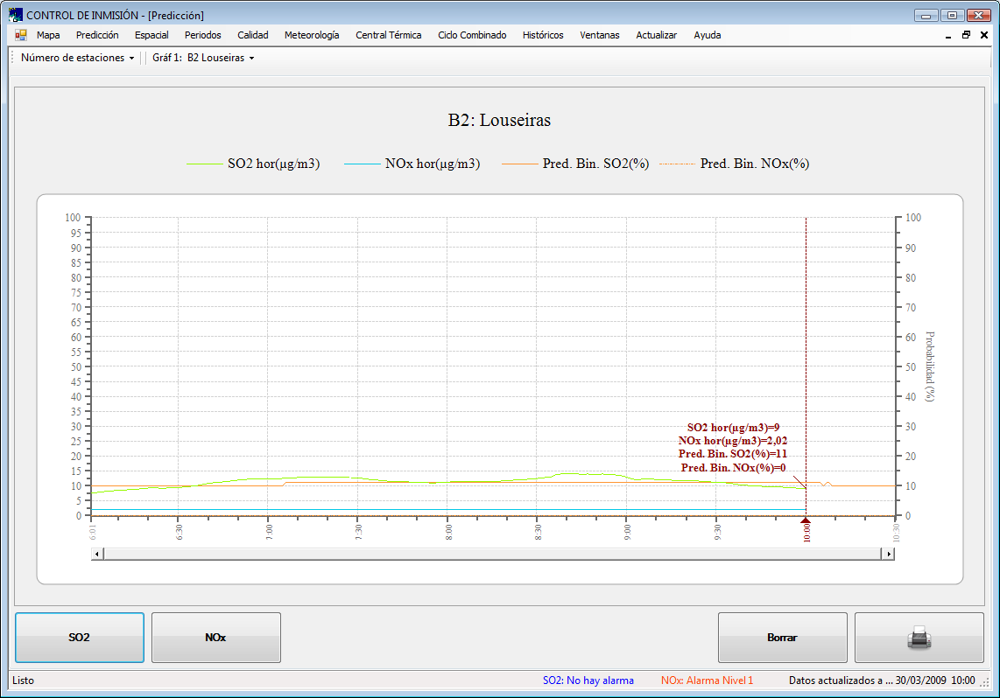 CONTROL DE INMISIÓN - [Predicción]
Mapa Predicción Espacial Periodos Calidad Meteorología Central Térmica Ciclo Combinado Históricos Ventanas Actualizar Ayuda
Número de estaciones Gráf 1: B2 Louseiras
B2: Louseiras
SO2 hor(µg/m3) NOx hor(µg/m3) Pred. Bin. SO2(%) Pred. Bin. NOx(%)
100 100
95
90 90
85
80 80
75
70 70
65
60 60
55
50 50
45
40 40
35
30 30
25
20 20
15
10 10
5
0 0
Probabilidad (%)
SO2 hor(µg/m3)=9
NOx hor(µg/m3)=2,02
Pred. Bin. SO2(%)=11
Pred. Bin. NOx(%)=0
6:01 6:30 7:00 7:30 8:00 8:30 9:00 9:30 10:00 10:30
SO2 NOx Borrar
Listo SO2: No hay alarma NOx: Alarma Nivel 1 Datos actualizados a ... 30/03/2009 10:00